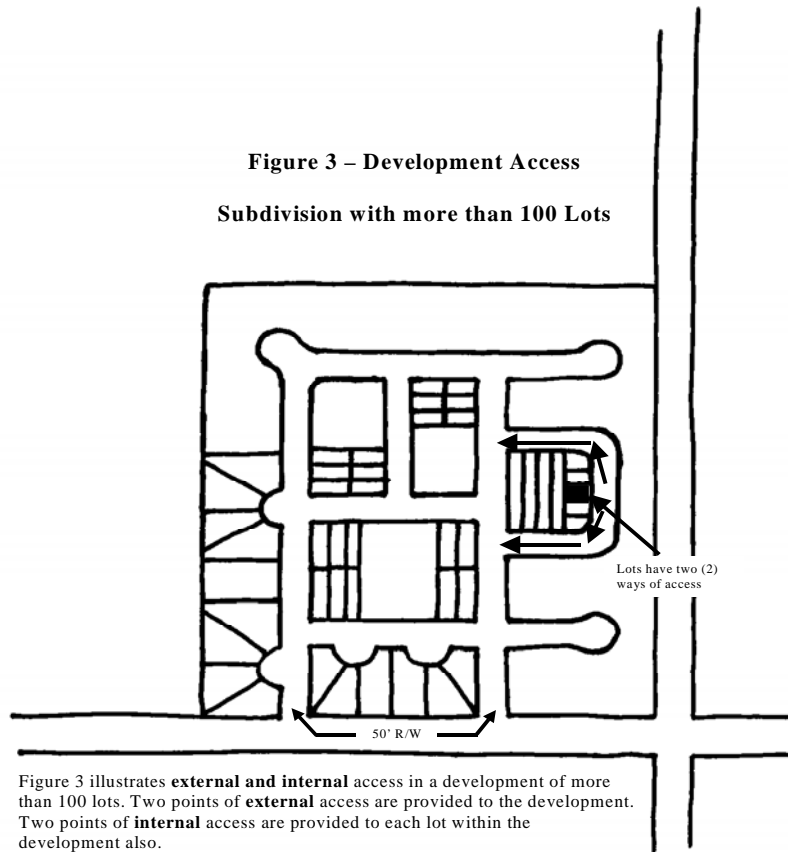 Figure 3 – Development Access
Subdivision with more than 100 Lots
Lots have two (2)
ways of access
50' R/W
Figure 3 illustrates external and internal access in a development of more
than 100 lots. Two points of external access are provided to the development.
Two points of internal access are provided to each lot within the
development also.